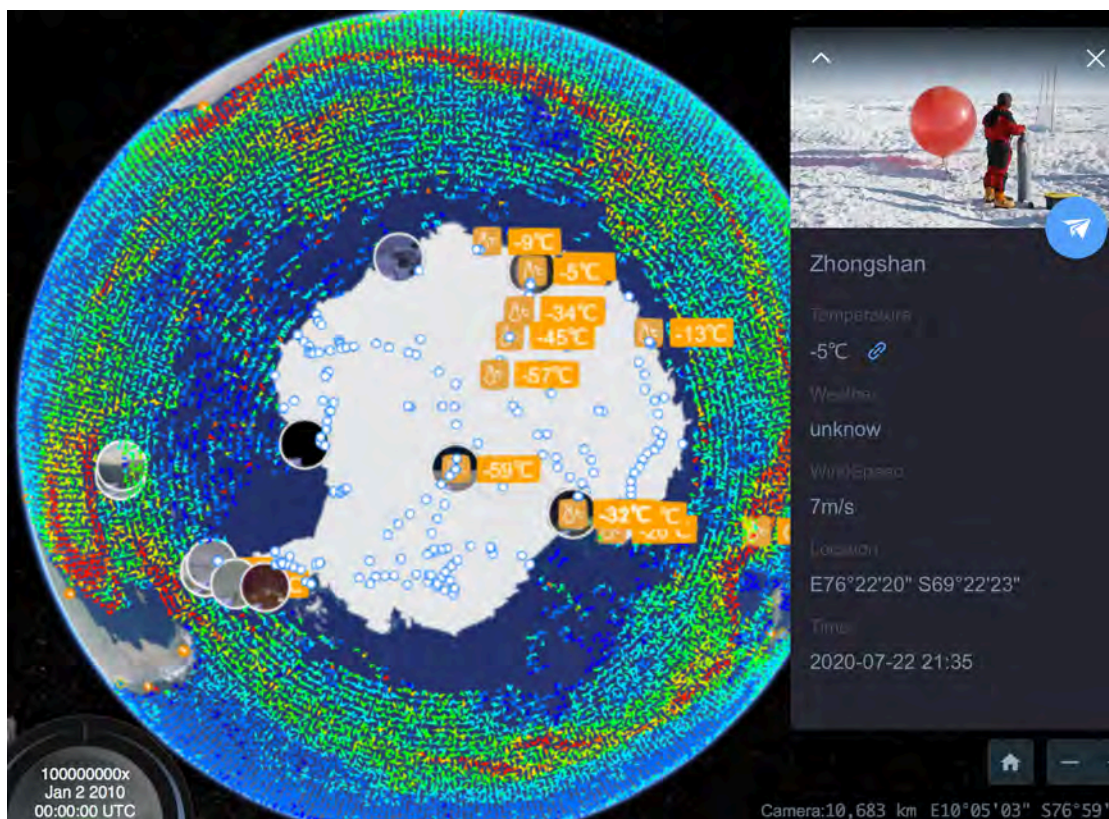 -9℃
-5℃
-34℃
-45℃
-13℃
-57℃
-59℃
-32℃ ℃
Zhongshan
Temperature
-5℃
Weather
unknow
WindSpeed
7m/s
Location
E76°22'20" S69°22'23"
Time
2020-07-22 21:35
100000000x
Jan 2 2010
00:00:00 UTC
Camera:10,683 km E10°05'03" S76°59'